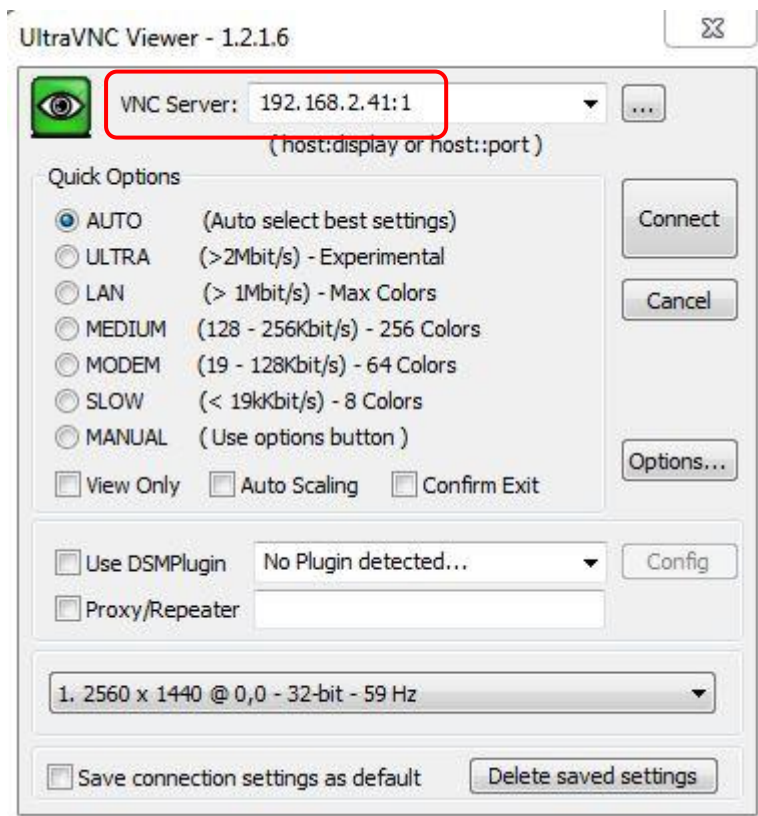 UltraVNC Viewer - 1.2.1.6
VNC Server: 192.168.2.41:1 ...
( host:display or host::port )
Quick Options
AUTO (Auto select best settings)
Connect
ULTRA (>2Mbit/s) - Experimental
LAN (> 1Mbit/s) - Max Colors
Cancel
MEDIUM (128 - 256Kbit/s) - 256 Colors
MODEM (19 - 128Kbit/s) - 64 Colors
SLOW (< 19kKbit/s) - 8 Colors
MANUAL ( Use options button )
Options...
View Only Auto Scaling Confirm Exit
Use DSMPlugin No Plugin detected... Config
Proxy/Repeater
1. 2560 x 1440 @ 0,0 - 32-bit - 59 Hz
Save connection settings as default Delete saved settings